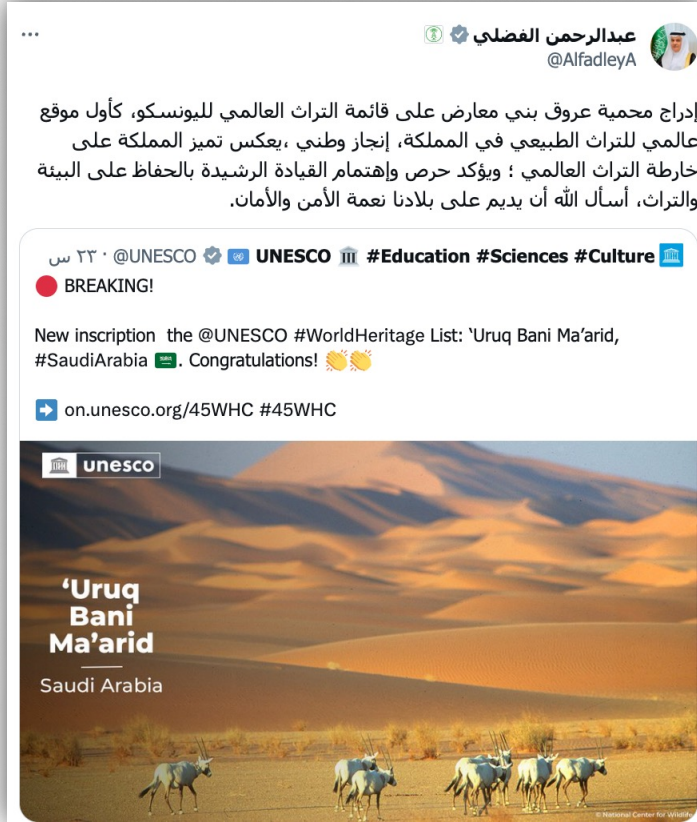 عبدالرحمن الفضلي
@AlfadleyA
إدراج محمية عروق بني معارض على قائمة التراث العالمي لليونسكو، كأول موقع
عالمي للتراث الطبيعي في المملكة، إنجاز وطني ،يعكس تميز المملكة على
خارطة التراث العالمي ؛ ويؤكد حرص وإهتمام القيادة الرشيدة بالحفاظ على البيئة
والتراث، أسأل الله أن يديم على بلادنا نعمة الأمن والأمان.
UNESCO 🏛️ #Education #Sciences #Culture 🇺🇳 @UNESCO · ٢٣ س
🔴 BREAKING!
New inscription the @UNESCO #WorldHeritage List: ‘Uruq Bani Ma’arid,
#SaudiArabia 🇸🇦. Congratulations! 👏👏
➡️ on.unesco.org/45WHC #45WHC
unesco
‘Uruq
Bani
Ma’arid
Saudi Arabia
© National Center for Wildlife